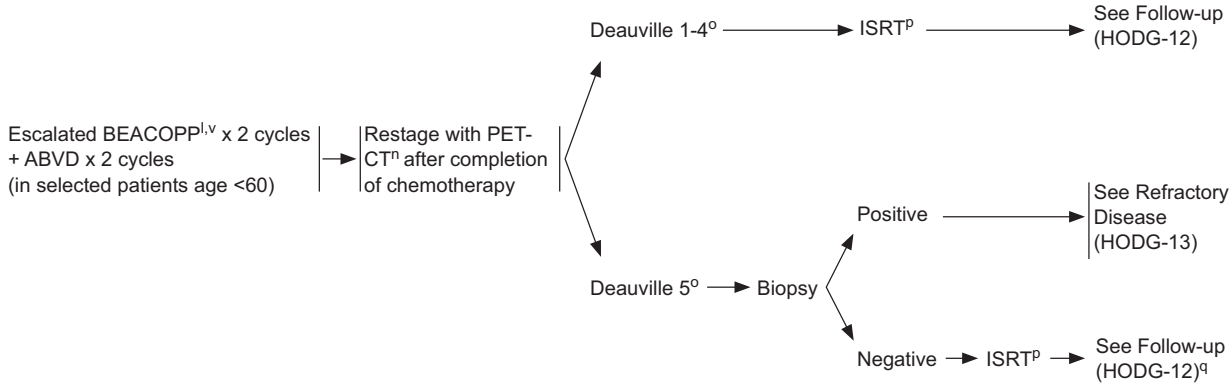 Deauville 1-4ᵒ
ISRTᵖ
See Follow-up
(HODG-12)
Escalated BEACOPPˡ,ᵛ x 2 cycles
+ ABVD x 2 cycles
(in selected patients age <60)
Restage with PET-
CTⁿ after completion
of chemotherapy
Deauville 5ᵒ
Biopsy
Positive
See Refractory
Disease
(HODG-13)
Negative
ISRTᵖ
See Follow-up
(HODG-12)^q